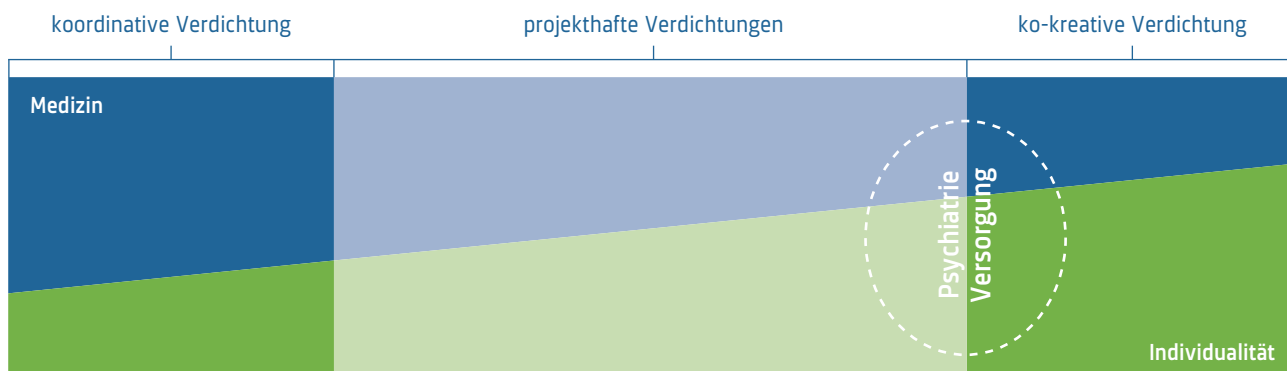 koordinative Verdichtung
projekthafte Verdichtungen
ko-kreative Verdichtung
Medizin
Psychiatrie
Versorgung
Individualität